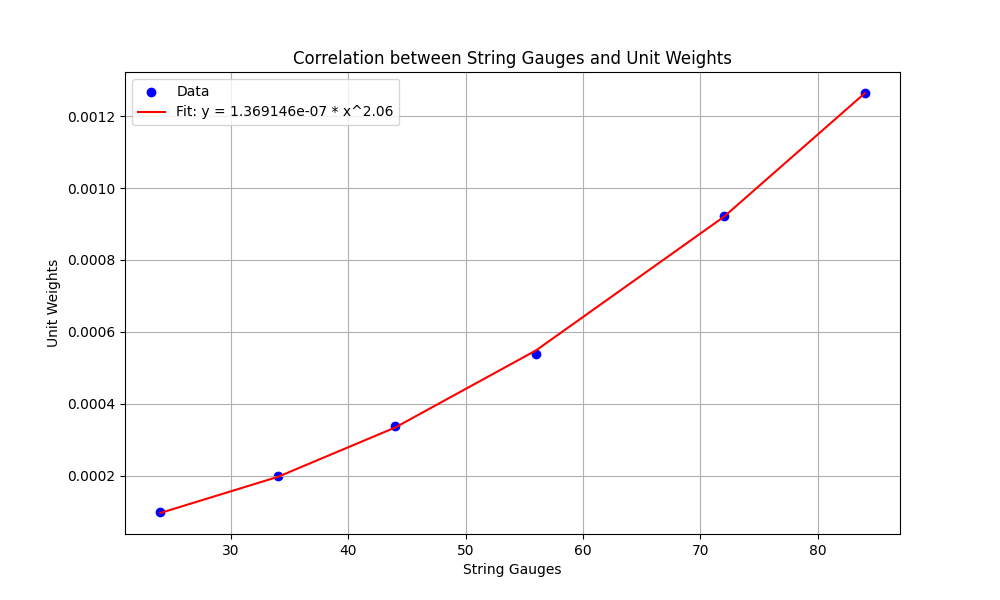 Correlation between String Gauges and Unit Weights
Data
Fit: y = 1.369146e-07 * x^2.06
Unit Weights
0.0012
0.0010
0.0008
0.0006
0.0004
0.0002
30 40 50 60 70 80
String Gauges